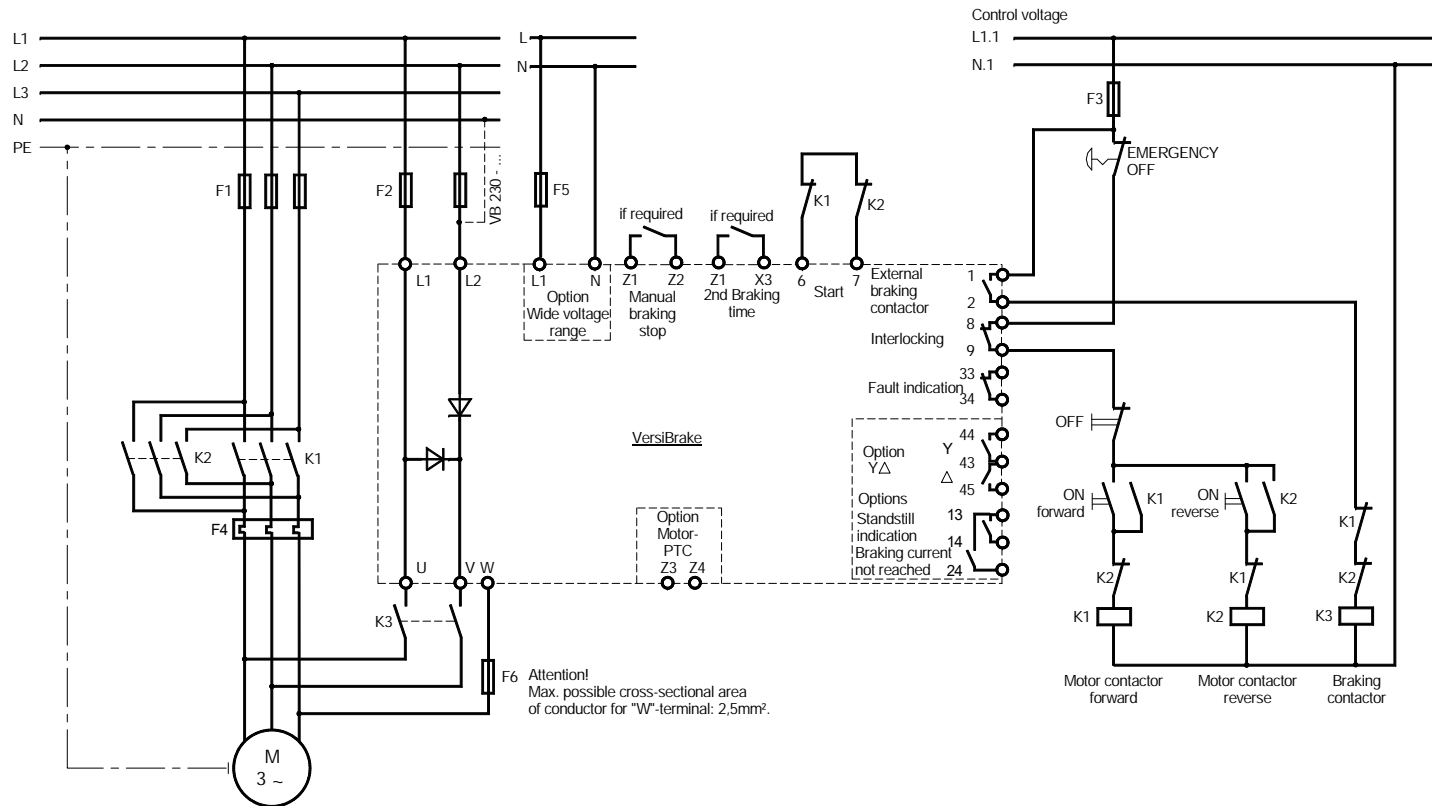 Control voltage
L1
L2
L3
N
PE
L
N
L1.1
N.1
F1
F2
VB 230 - ...
F5
F3
EMERGENCY
OFF
if required
if required
K1
K2
L1
L2
L1
N
Option
Wide voltage
range
Z1
Z2
Manual
braking
stop
Z1
X3
2nd Braking
time
6
7
Start
External
braking
contactor
1
2
8
Interlocking
9
33
Fault indication
34
VersiBrake
Option
Y△
Y
△
44
43
45
Options
Standstill
indication
Braking current
not reached
13
14
24
Option
Motor-
PTC
Z3
Z4
K2
K1
F4
U
V
W
K3
F6
Attention!
Max. possible cross-sectional area
of conductor for "W"-terminal: 2,5mm².
M
3 ~
OFF
ON
forward
K1
ON
reverse
K2
K1
K2
K1
K2
K1
K2
K3
Motor contactor
forward
Motor contactor
reverse
Braking
contactor